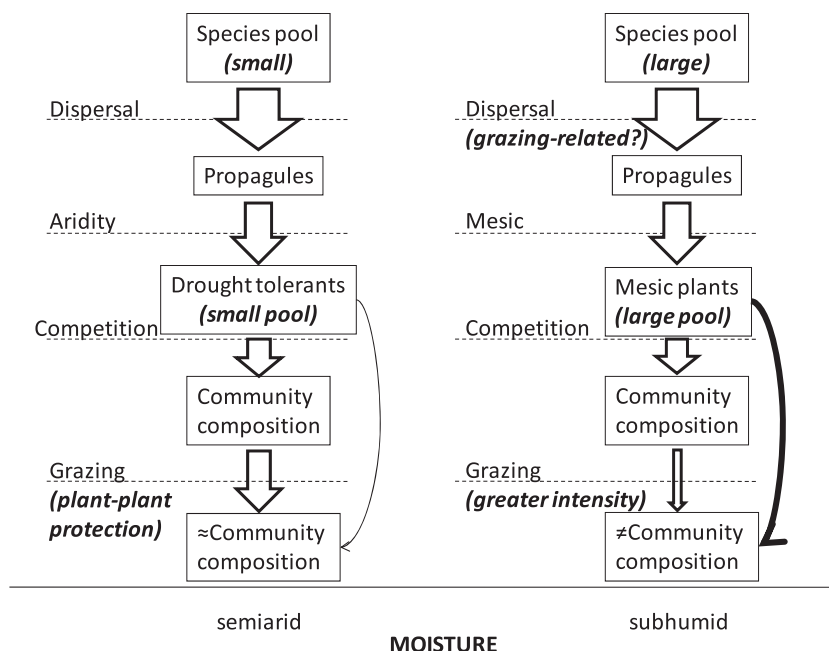 Species pool
(small)
Dispersal
Propagules
Aridity
Drought tolerants
(small pool)
Competition
Community
composition
Grazing
(plant-plant
protection)
≈Community
composition
semiarid
Species pool
(large)
Dispersal
(grazing-related?)
Propagules
Mesic
Mesic plants
(large pool)
Competition
Community
composition
Grazing
(greater intensity)
≠Community
composition
subhumid
MOISTURE